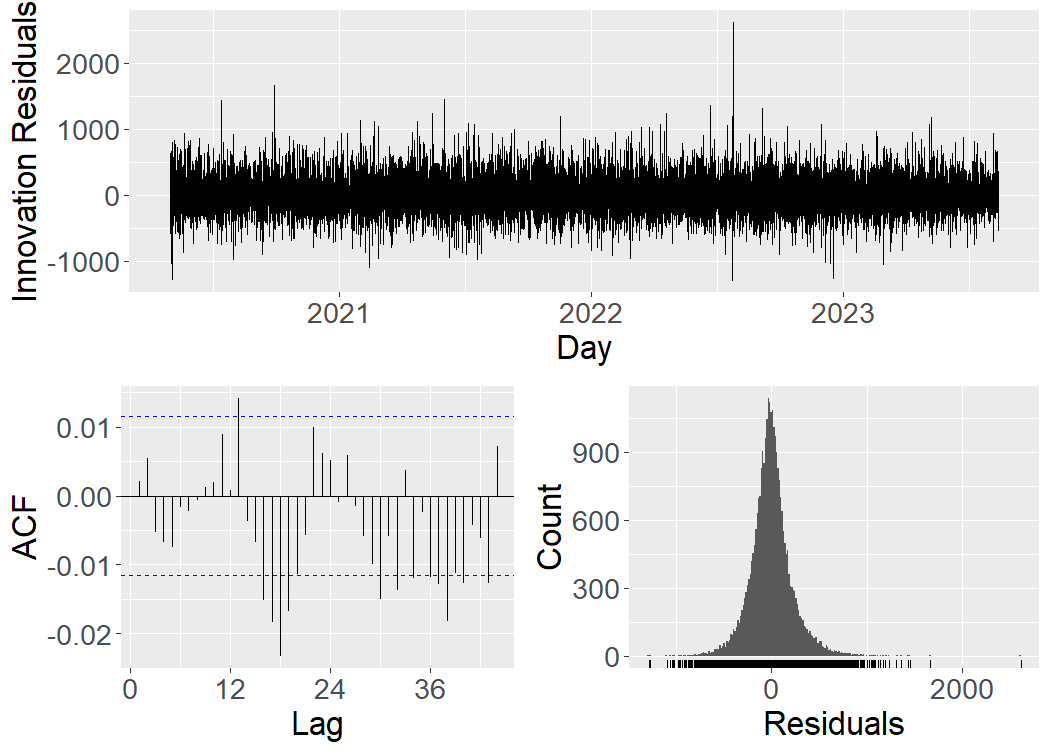 Innovation Residuals
2000
1000
0
-1000
2021 2022 2023
Day
ACF
0.01
0.00
-0.01
-0.02
0 12 24 36
Lag
Count
900
600
300
0
0 2000
Residuals